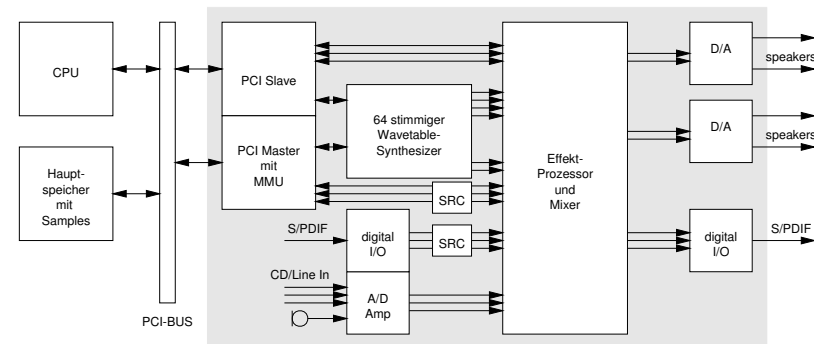 CPU
Haupt-
speicher
mit
Samples
PCI-BUS
PCI Slave
PCI Master
mit
MMU
64 stimmiger
Wavetable-
Synthesizer
SRC
S/PDIF
digital
I/O
SRC
CD/Line In
A/D
Amp
Effekt-
Prozessor
und
Mixer
D/A
speakers
D/A
speakers
digital
I/O
S/PDIF